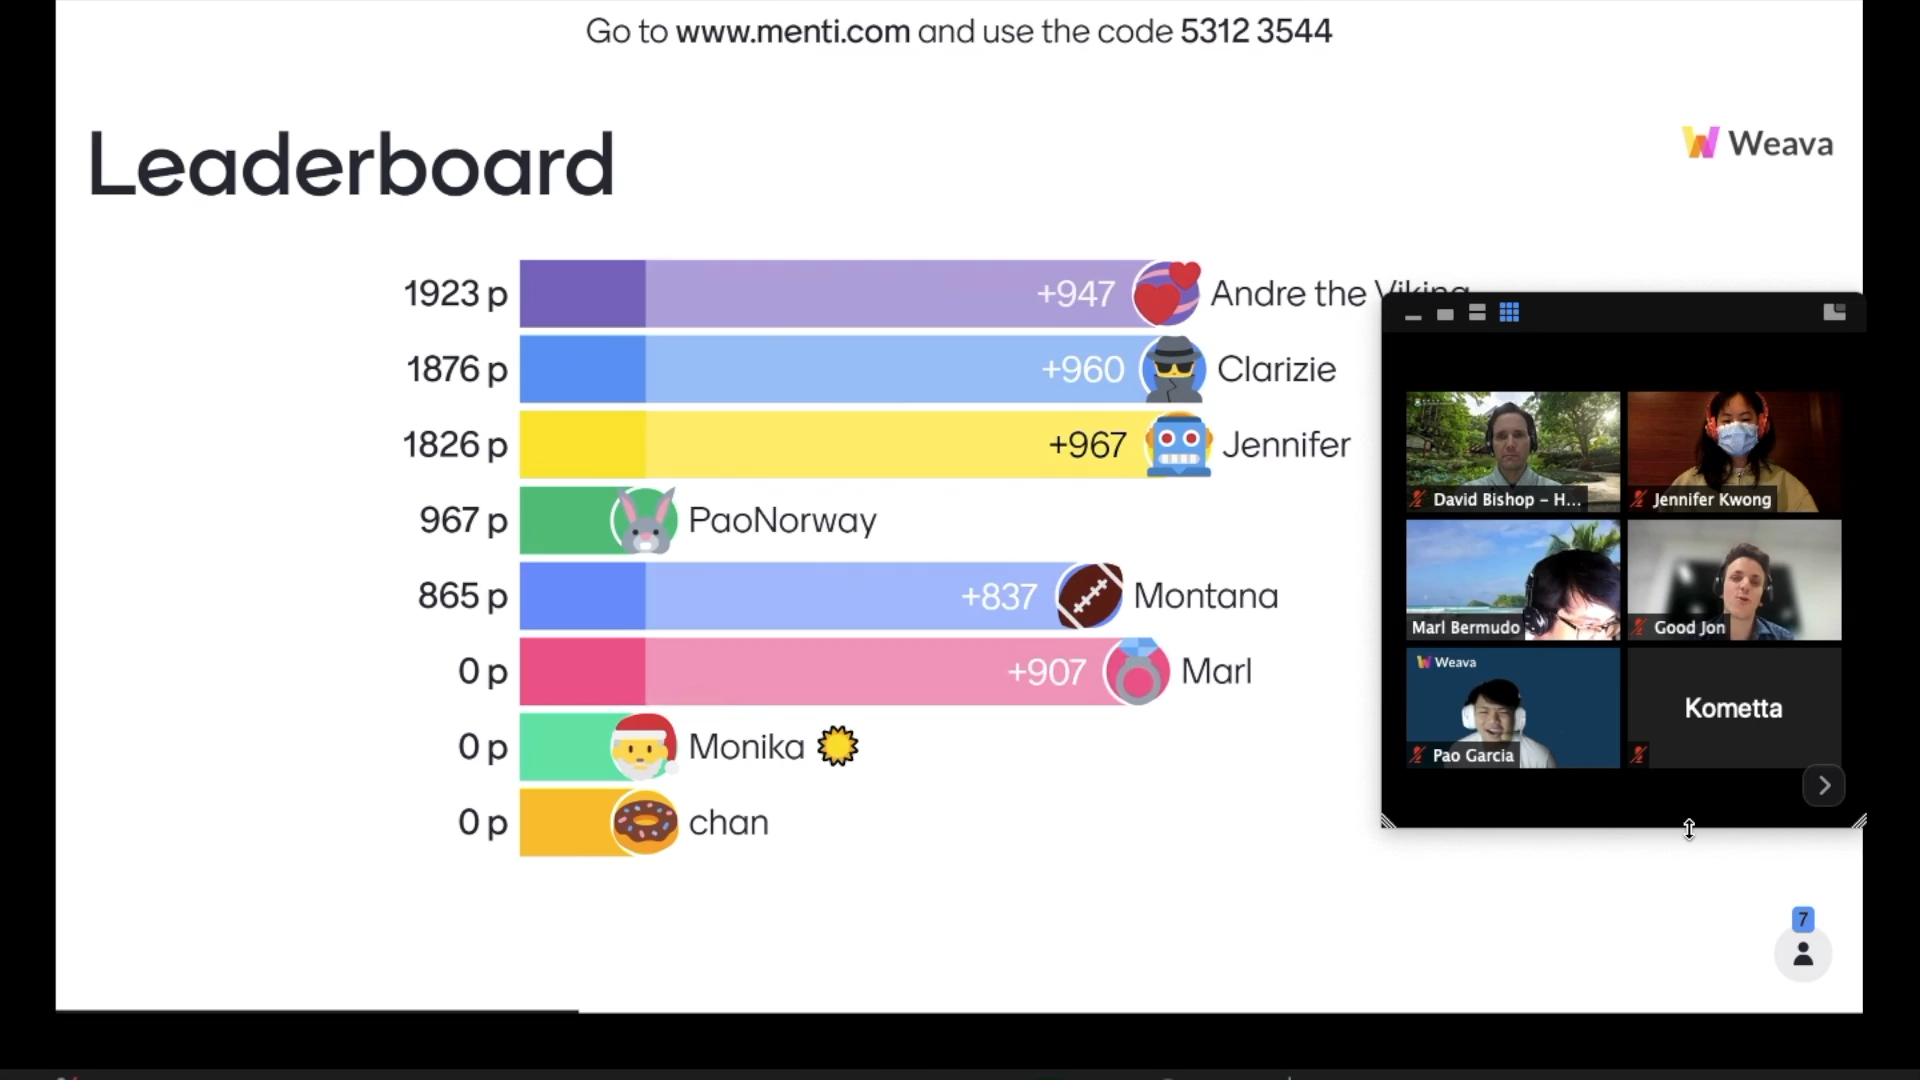 Go to www.menti.com and use the code 5312 3544
Leaderboard
Weava
1923 p +947 Andre the Viking
1876 p +960 Clarizie
1826 p +967 Jennifer
967 p PaoNorway
865 p +837 Montana
0 p +907 Marl
0 p Monika
0 p chan
David Bishop – H...
Jennifer Kwong
Marl Bermudo
Good Jon
Weava
Pao Garcia
Kometta
7